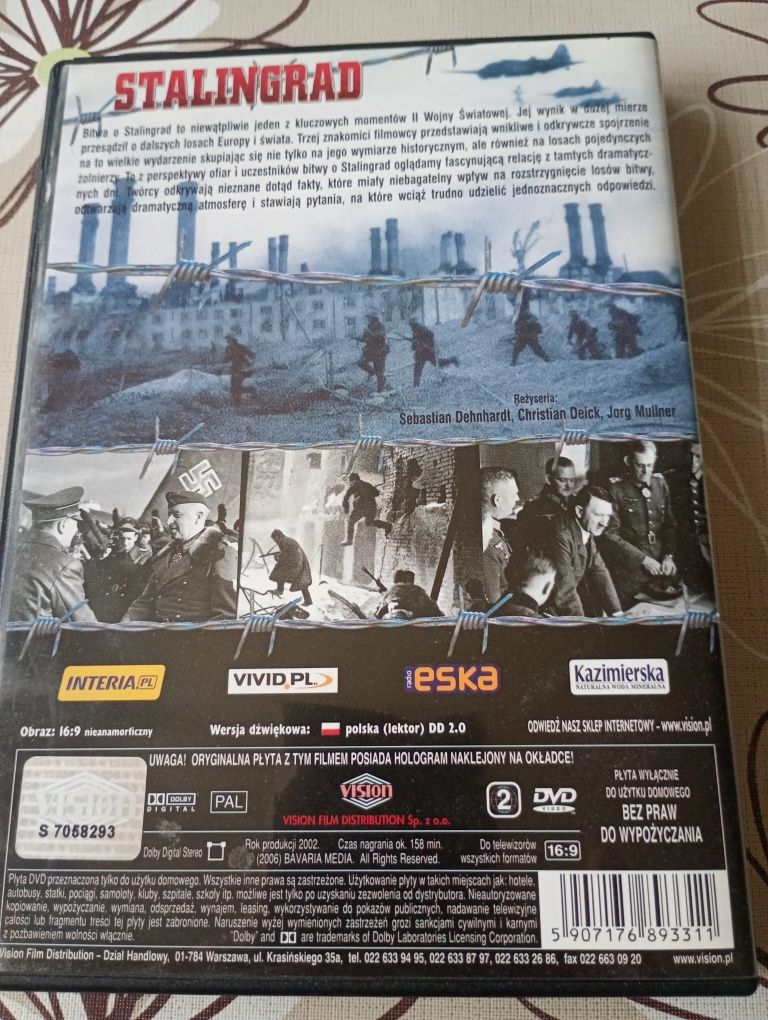 STALINGRAD
Bitwa o Stalingrad to niewątpliwie jeden z kluczowych momentów II Wojny Światowej. Jej wynik w dużej mierze
przesądził o dalszych losach Europy i świata. Trzej znakomici filmowcy przedstawiają wnikliwe i odkrywcze spojrzenie
na to wielkie wydarzenie skupiając się nie tylko na jego wymiarze historycznym, ale również na losach pojedynczych
żołnierzy. To z perspektywy ofiar i uczestników bitwy o Stalingrad oglądamy fascynującą relację z tamtych dramatycz-
nych dni. Twórcy odkrywają nieznane dotąd fakty, które miały niebagatelny wpływ na rozstrzygnięcie losów bitwy,
odtwarzają dramatyczną atmosferę i stawiają pytania, na które wciąż trudno udzielić jednoznacznych odpowiedzi.
Reżyseria:
Sebastian Dehnhardt, Christian Deick, Jorg Mullner
INTERIA.PL
VIVID.PL
radio eska
Kazimierska
NATURALNA WODA MINERALNA
Obraz: 16:9 nieanamorficzny
Wersja dźwiękowa: polska (lektor) DD 2.0
ODWIEDŹ NASZ SKLEP INTERNETOWY - www.vision.pl
UWAGA! ORYGINALNA PŁYTA Z TYM FILMEM POSIADA HOLOGRAM NAKLEJONY NA OKŁADCE!
VISION
S 7058293
DOLBY
DIGITAL
PAL
VISION
VISION FILM DISTRIBUTION Sp. z o.o.
2
DVD
VIDEO
PŁYTA WYŁĄCZNIE
DO UŻYTKU DOMOWEGO
BEZ PRAW
DO WYPOŻYCZANIA
Dolby Digital Stereo
Rok produkcji 2002. Czas nagrania ok. 158 min.
© (2006) BAVARIA MEDIA. All Rights Reserved.
Do telewizorów
wszystkich formatów
16:9
Płyta DVD przeznaczona tylko do użytku domowego. Wszystkie inne prawa są zastrzeżone. Użytkowanie płyty w takich miejscach jak: hotele,
autobusy, statki, pociągi, samoloty, kluby, szpitale, szkoły itp. możliwe jest tylko po uzyskaniu zezwolenia od dystrybutora. Nieautoryzowane
kopiowanie, wypożyczanie, wymiana, odsprzedaż, wynajem, leasing, wykorzystywanie do pokazów publicznych, nadawanie telewizyjne
całości lub fragmentu treści tej płyty jest zabronione. Naruszenie wyżej wymienionych zastrzeżeń grozi sankcjami cywilnymi i karnymi
z pozbawieniem wolności włącznie. "Dolby" and DD are trademarks of Dolby Laboratories Licensing Corporation.
5 907176 893311
Vision Film Distribution - Dział Handlowy, 01-784 Warszawa, ul. Krasińskiego 35a, tel. 022 633 94 95, 022 633 87 97, 022 633 26 86, fax 022 663 09 20
www.vision.pl